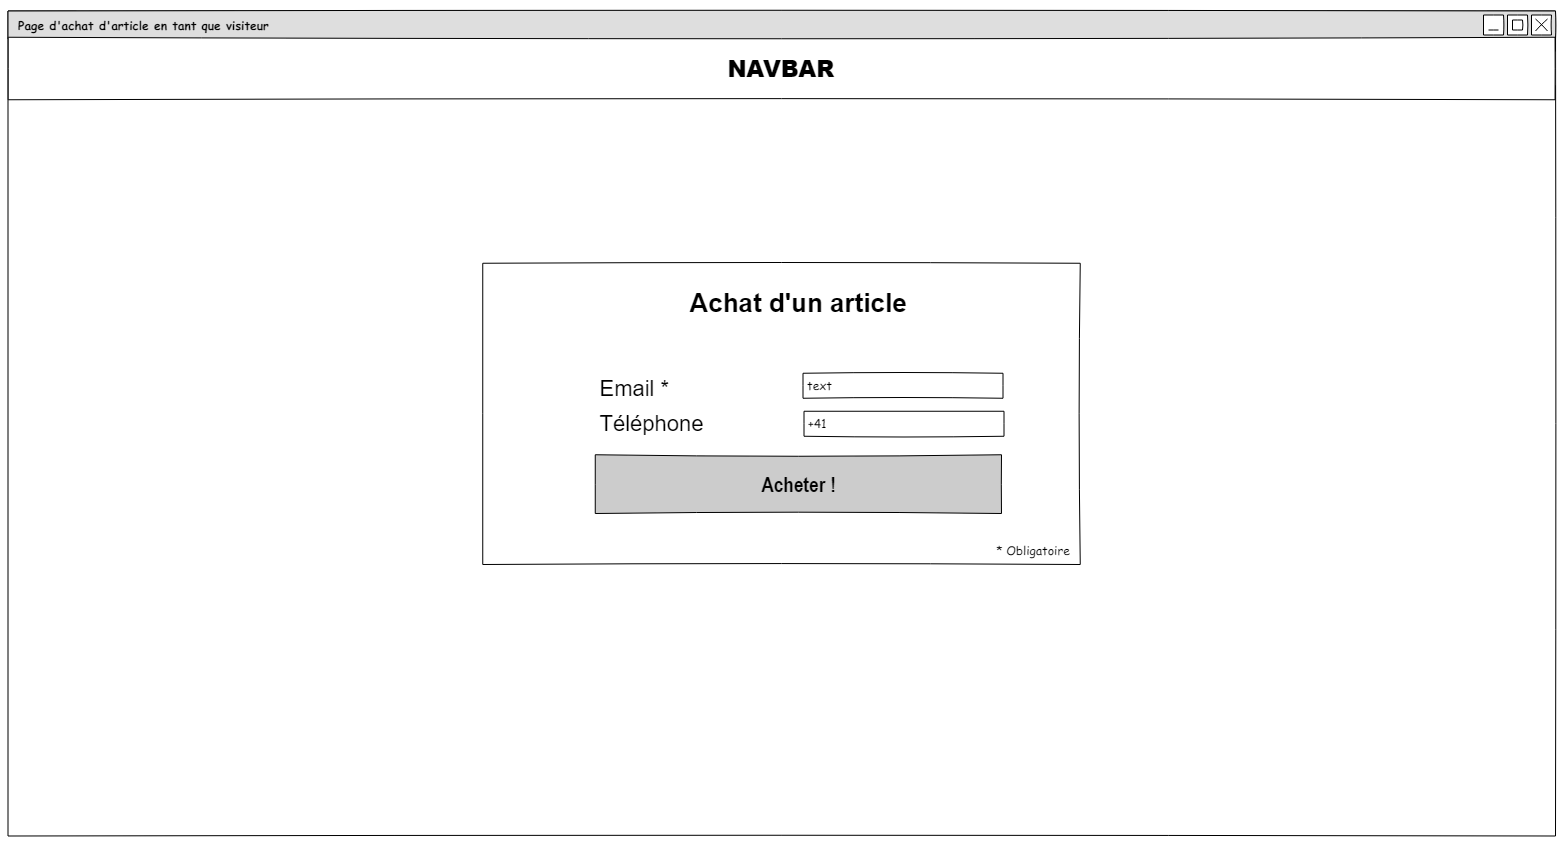 Page d'achat d'article en tant que visiteur
NAVBAR
Achat d'un article
Email * text
Téléphone +41
Acheter !
* Obligatoire